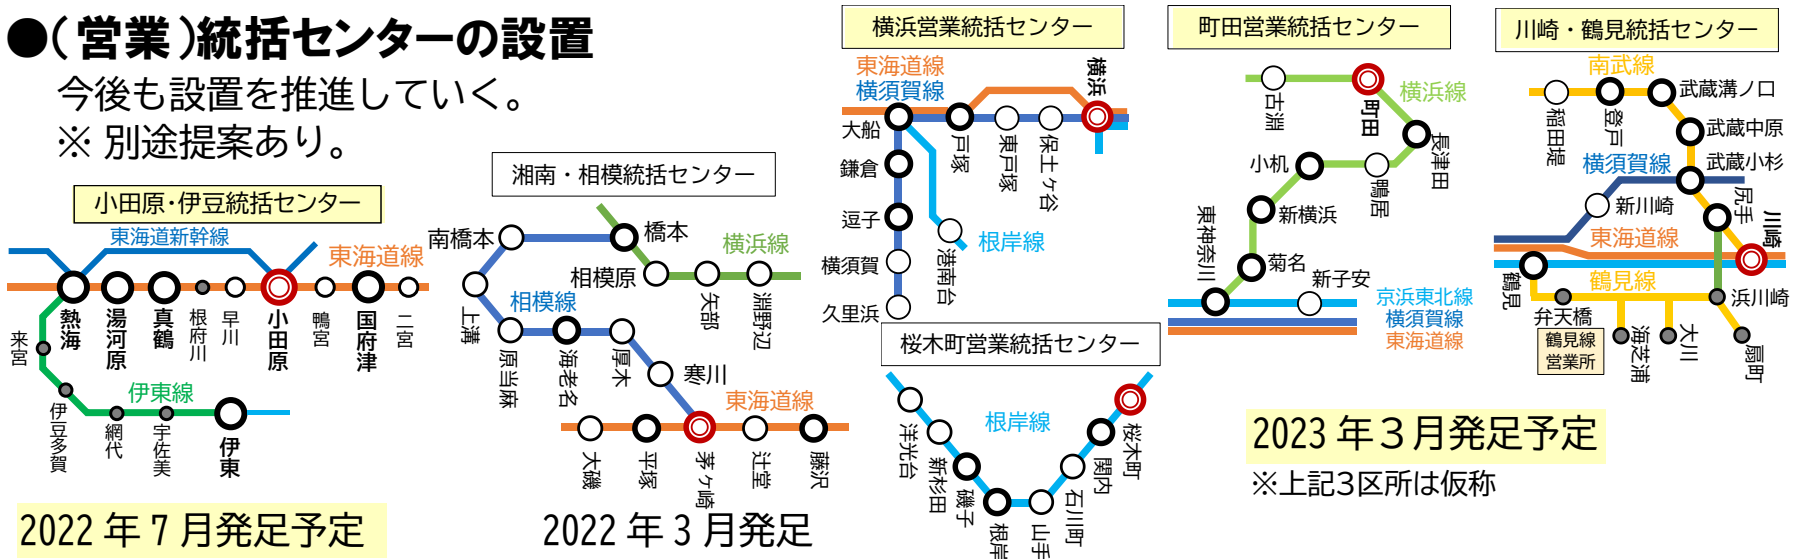 ●（営業）統括センターの設置
今後も設置を推進していく。
※ 別途提案あり。
小田原・伊豆統括センター
東海道新幹線
東海道線
熱海
湯河原
真鶴
根府川
早川
小田原
鴨宮
国府津
二宮
来宮
伊豆多賀
網代
宇佐美
伊東
伊東線
2022 年 7 月発足予定
湘南・相模統括センター
南橋本
橋本
横浜線
相模原
矢部
淵野辺
上溝
相模線
原当麻
海老名
厚木
寒川
東海道線
大磯
平塚
茅ヶ崎
辻堂
藤沢
2022 年 3 月発足
横浜営業統括センター
東海道線
横須賀線
横浜
大船
戸塚
東戸塚
保土ヶ谷
鎌倉
逗子
横須賀
久里浜
港南台
根岸線
桜木町営業統括センター
根岸線
洋光台
新杉田
磯子
根岸
山手
石川町
関内
桜木町
町田営業統括センター
古淵
町田
横浜線
長津田
小机
鴨居
新横浜
東神奈川
菊名
新子安
京浜東北線
横須賀線
東海道線
川崎・鶴見統括センター
南武線
稲田堤
登戸
武蔵溝ノ口
武蔵中原
武蔵小杉
横須賀線
新川崎
尻手
川崎
東海道線
鶴見
鶴見線
浜川崎
弁天橋
鶴見線
営業所
海芝浦
大川
扇町
2023 年３月発足予定
※上記3区所は仮称